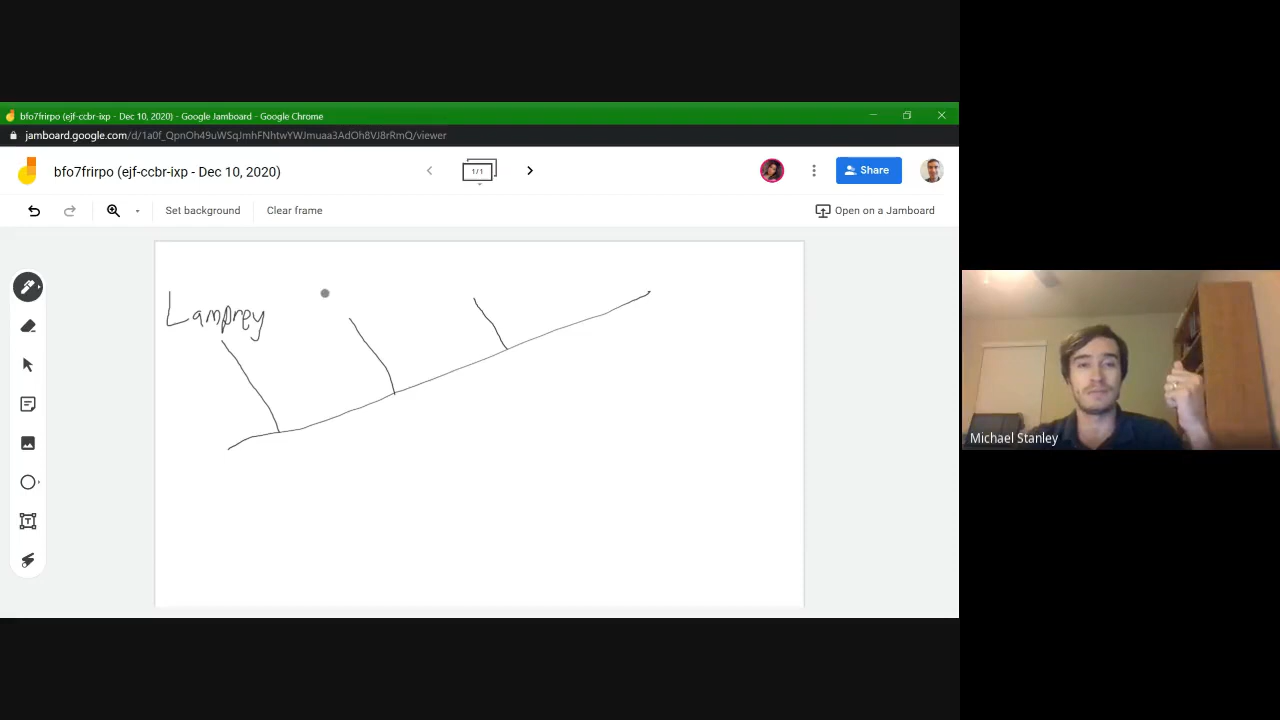 bfo7frirpo (ejf-ccbr-ixp - Dec 10, 2020) - Google Jamboard - Google Chrome
jamboard.google.com/d/1a0f_QpnOh49uWSqJmhFNhtwYWJmuaa3AdOh8VJ8rRmQ/viewer
bfo7frirpo (ejf-ccbr-ixp - Dec 10, 2020)
1/1
Share
Set background
Clear frame
Open on a Jamboard
Lamprey
Michael Stanley